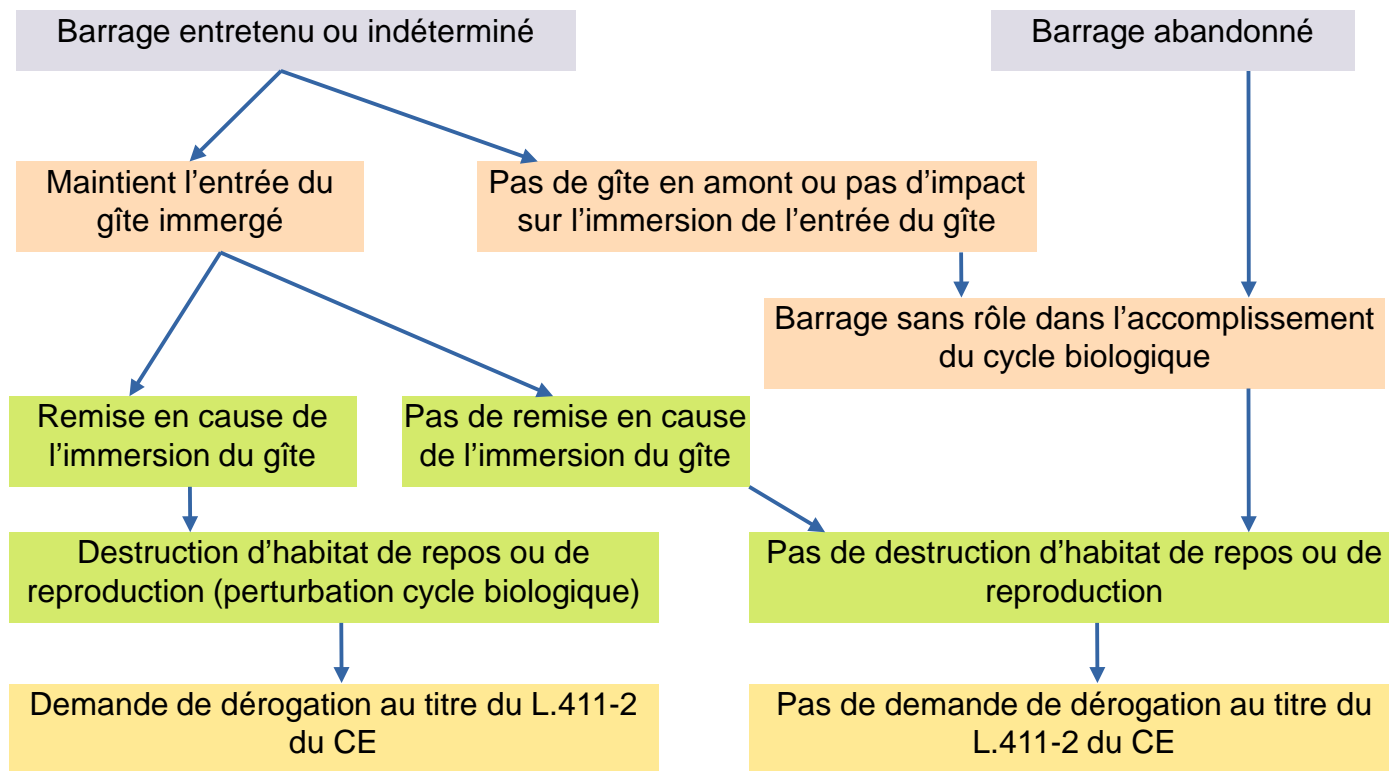 Barrage entretenu ou indéterminé
Barrage abandonné
Maintient l'entrée du
gîte immergé
Pas de gîte en amont ou pas d'impact
sur l'immersion de l'entrée du gîte
Barrage sans rôle dans l'accomplissement
du cycle biologique
Remise en cause de
l'immersion du gîte
Pas de remise en cause
de l'immersion du gîte
Destruction d'habitat de repos ou de
reproduction (perturbation cycle biologique)
Pas de destruction d'habitat de repos ou de
reproduction
Demande de dérogation au titre du L.411-2
du CE
Pas de demande de dérogation au titre du
L.411-2 du CE